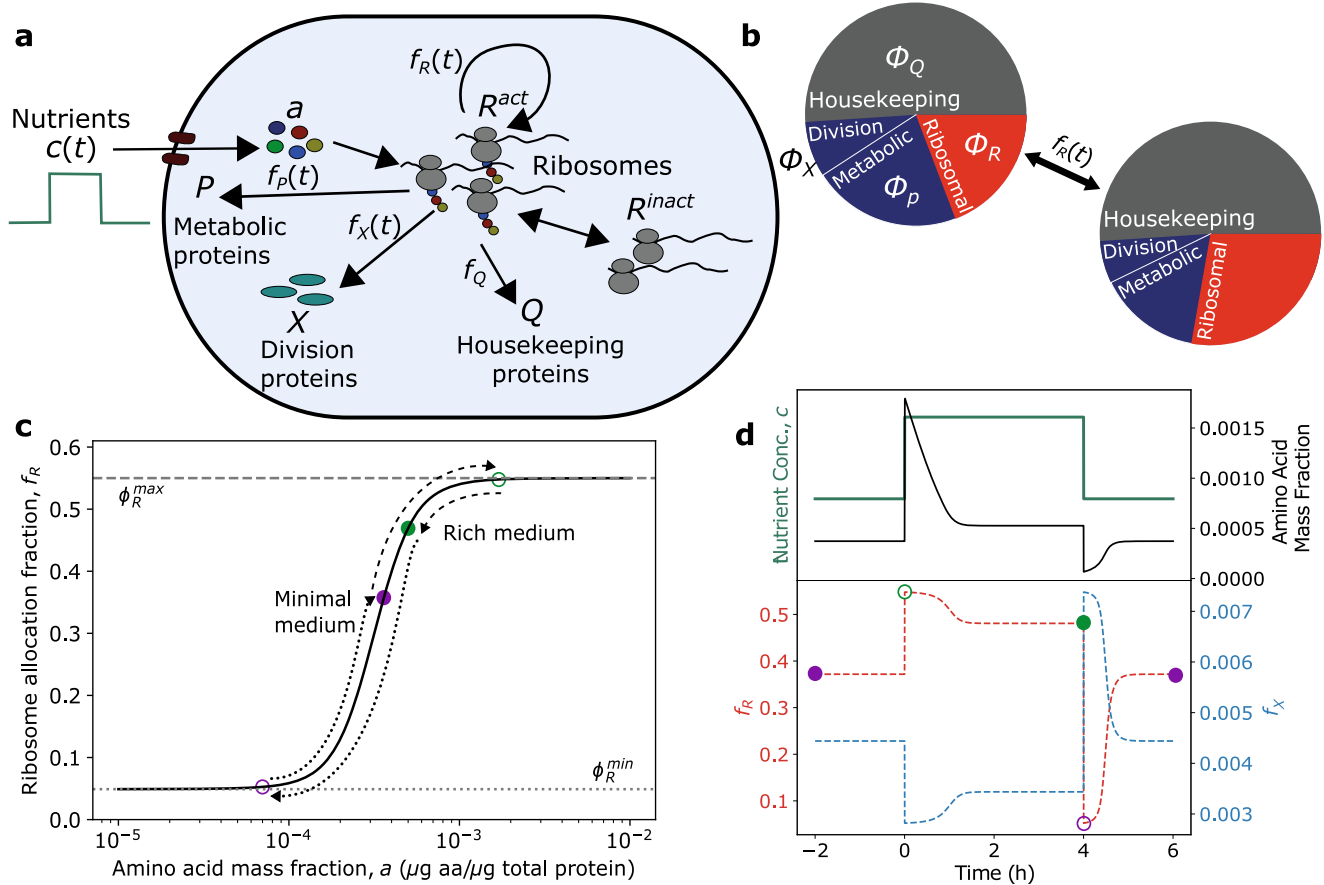 a
Nutrients
c(t)
a
f_R(t)
R^act
Ribosomes
f_P(t)
P
Metabolic
proteins
f_X(t)
R^inact
f_Q
X
Division
proteins
Q
Housekeeping
proteins
b
Φ_Q
Housekeeping
Division
Metabolic
Ribosomal
Φ_R
Φ_X
Φ_p
f_R(t)
Housekeeping
Division
Metabolic
Ribosomal
c
Ribosome allocation fraction, f_R
0.6
0.5
0.4
0.3
0.2
0.1
0.0
ϕ_R^max
Rich medium
Minimal
medium
ϕ_R^min
10^−5
10^−4
10^−3
10^−2
Amino acid mass fraction, a (μg aa/μg total protein)
d
Nutrient Conc., c
0.0015
0.0010
0.0005
0.0000
Amino Acid
Mass Fraction
f_R
0.5
0.4
0.3
0.2
0.1
0.007
0.006
0.005
0.004
0.003
f_X
−2
0
2
4
6
Time (h)